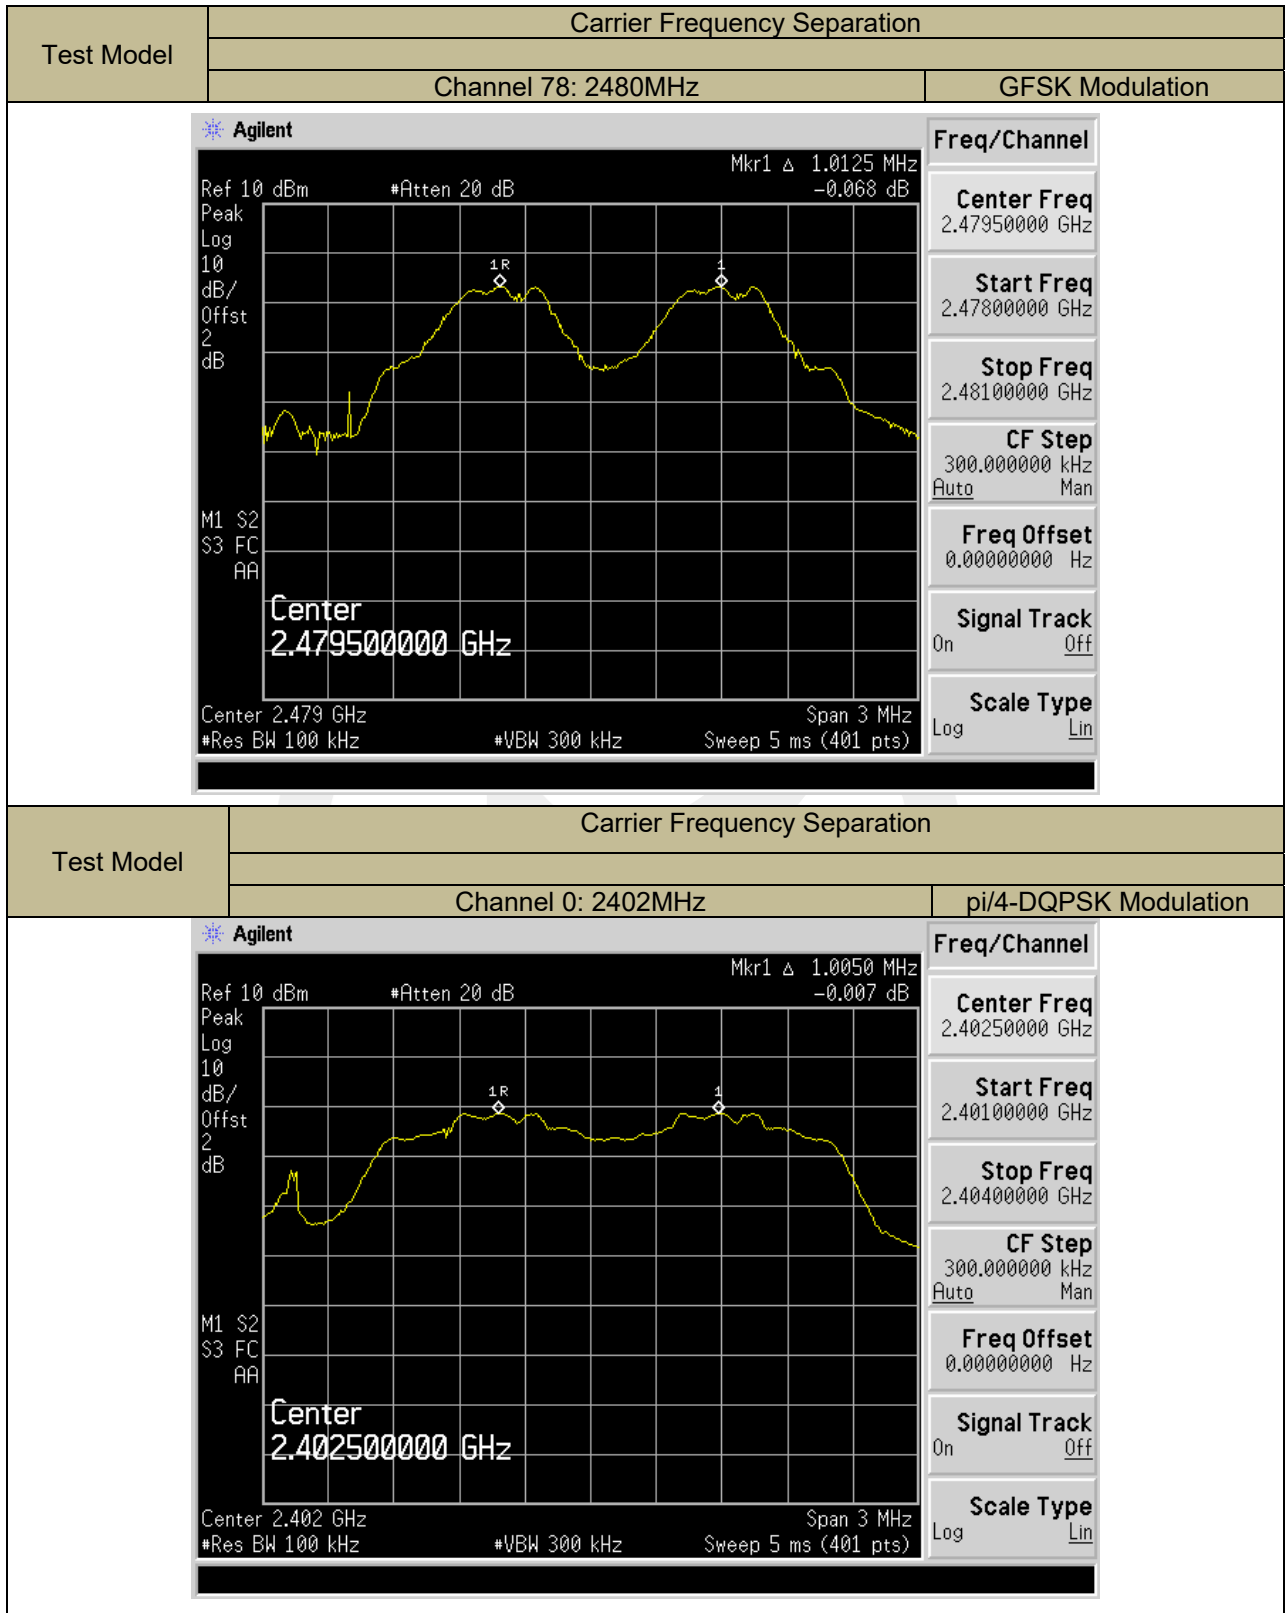 Test Model
Carrier Frequency Separation
Channel 78: 2480MHz
GFSK Modulation
Agilent
Mkr1 Δ 1.0125 MHz
Ref 10 dBm #Atten 20 dB -0.068 dB
Peak
Log
10
dB/
Offst
2
dB
1R
1
M1 S2
S3 FC
AA
Center
2.479500000 GHz
Center 2.479 GHz Span 3 MHz
#Res BW 100 kHz #VBW 300 kHz Sweep 5 ms (401 pts)
Freq/Channel
Center Freq
2.47950000 GHz
Start Freq
2.47800000 GHz
Stop Freq
2.48100000 GHz
CF Step
300.000000 kHz
Auto Man
Freq Offset
0.00000000 Hz
Signal Track
On Off
Scale Type
Log Lin
Test Model
Carrier Frequency Separation
Channel 0: 2402MHz
pi/4-DQPSK Modulation
Agilent
Mkr1 Δ 1.0050 MHz
Ref 10 dBm #Atten 20 dB -0.007 dB
Peak
Log
10
dB/
Offst
2
dB
1R
1
M1 S2
S3 FC
AA
Center
2.402500000 GHz
Center 2.402 GHz Span 3 MHz
#Res BW 100 kHz #VBW 300 kHz Sweep 5 ms (401 pts)
Freq/Channel
Center Freq
2.40250000 GHz
Start Freq
2.40100000 GHz
Stop Freq
2.40400000 GHz
CF Step
300.000000 kHz
Auto Man
Freq Offset
0.00000000 Hz
Signal Track
On Off
Scale Type
Log Lin